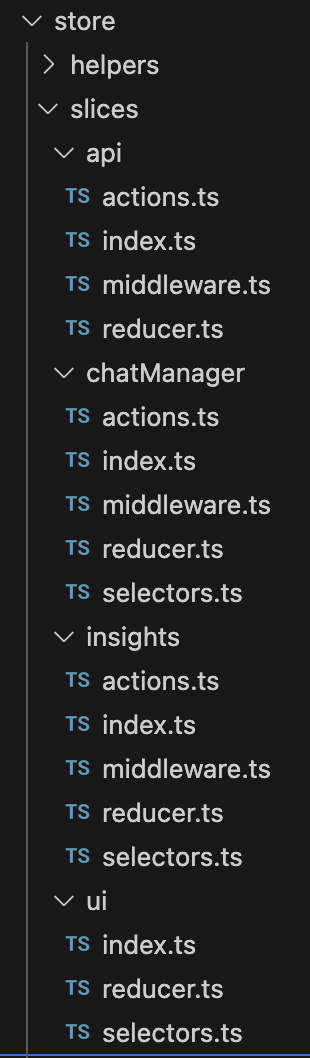 store
helpers
slices
api
TS actions.ts
TS index.ts
TS middleware.ts
TS reducer.ts
chatManager
TS actions.ts
TS index.ts
TS middleware.ts
TS reducer.ts
TS selectors.ts
insights
TS actions.ts
TS index.ts
TS middleware.ts
TS reducer.ts
TS selectors.ts
ui
TS index.ts
TS reducer.ts
TS selectors.ts